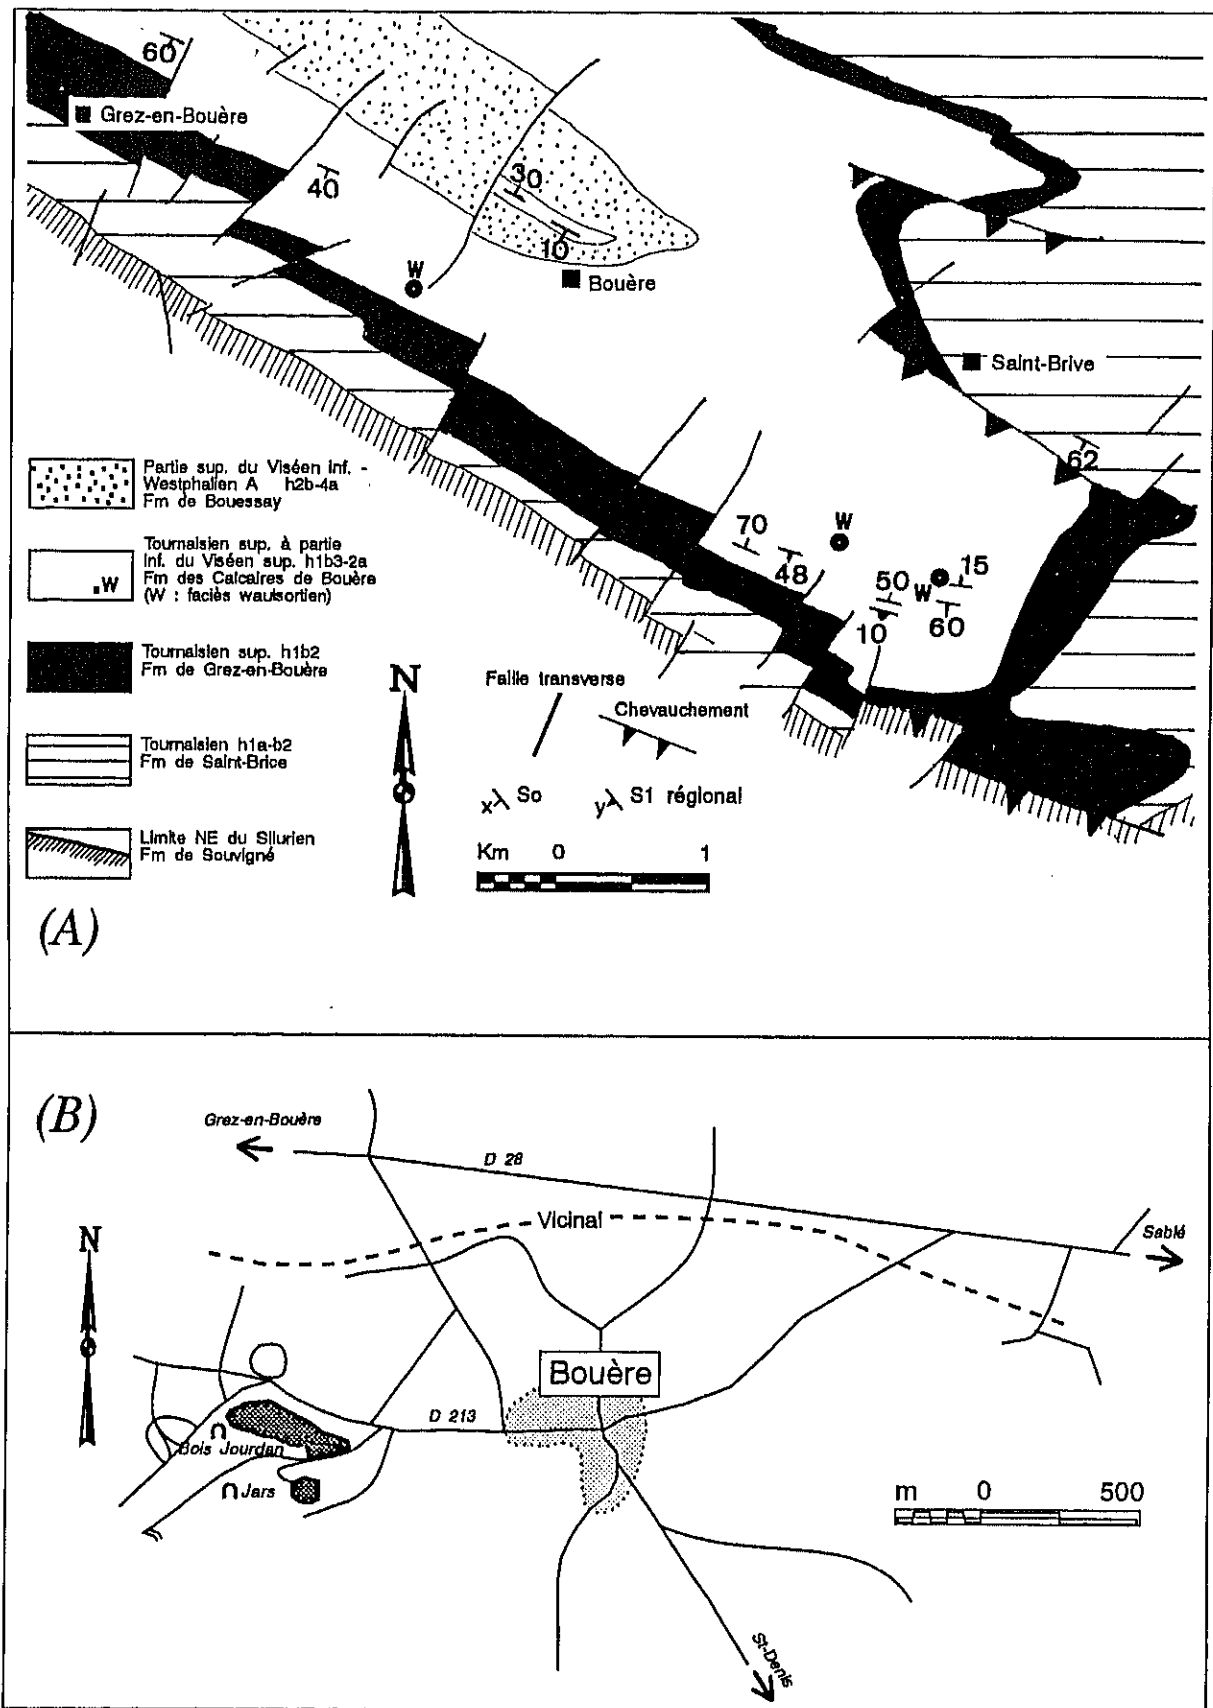 60
Grez-en-Bouère
40
30
10
W
Bouère
Saint-Brive
62
Partie sup. du Viséen inf. -
Westphalien A h2b-4a
Fm de Bouessay
Tournaisien sup. à partie
inf. du Viséen sup. h1b3-2a
Fm des Calcaires de Bouère
(W : faciès waulsortien)
Tournaisien sup. h1b2
Fm de Grez-en-Bouère
Tournaisien h1a-b2
Fm de Saint-Brice
Limite NE du Silurien
Fm de Souvigné
70
48
W
50
W
15
60
10
N
Faille transverse
Chevauchement
x So
y S1 régional
Km 0 1
(A)
(B)
Grez-en-Bouère
D 28
Vicinal
Sablé
N
Bouère
D 213
Bois Jourdan
Jars
m 0 500
St-Denis